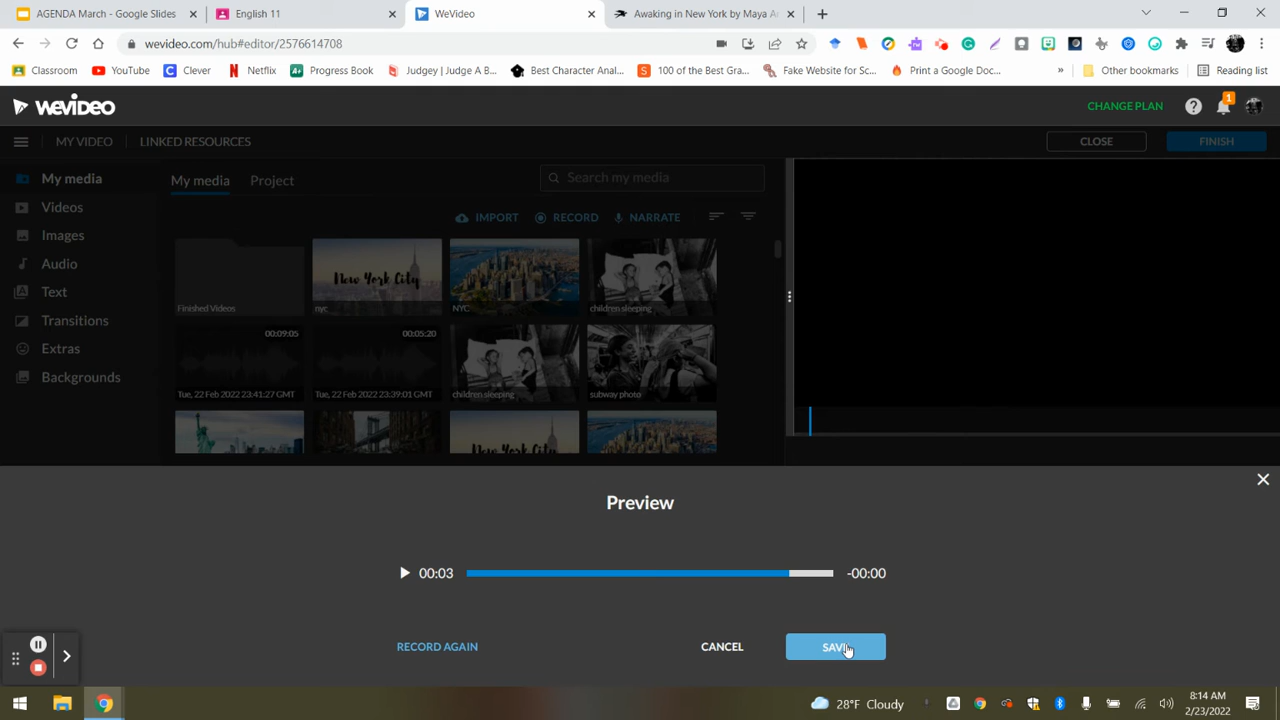 AGENDA March - Google Slides
English 11
WeVideo
Awaking in New York by Maya A
wevideo.com/hub#editor/2576614708
Classroom
YouTube
Clever
Netflix
Progress Book
Judgey | Judge A B...
Best Character Anal...
100 of the Best Gra...
Fake Website for Sc...
Print a Google Doc...
»
Other bookmarks
Reading list
WEVIDEO
CHANGE PLAN
1
MY VIDEO
LINKED RESOURCES
CLOSE
FINISH
My media
Videos
Images
Audio
Text
Transitions
Extras
Backgrounds
My media
Project
Search my media
IMPORT
RECORD
NARRATE
Finished Videos
New York City
nyc
NYC
children sleeping
00:09:05
Tue, 22 Feb 2022 23:41:27 GMT
00:05:20
Tue, 22 Feb 2022 23:39:01 GMT
children sleeping
subway photo
New York City
Preview
00:03
-00:00
RECORD AGAIN
CANCEL
28°F Cloudy
8:14 AM
2/23/2022